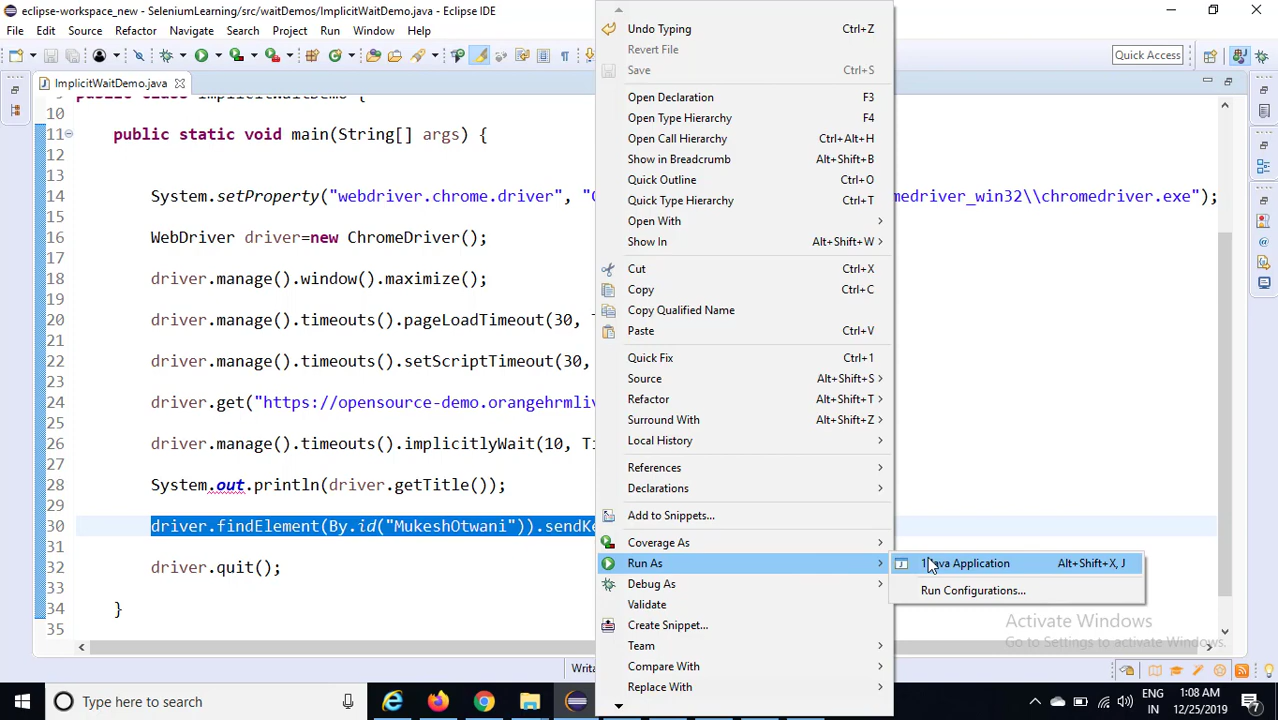 eclipse-workspace_new - SeleniumLearning/src/waitDemos/ImplicitWaitDemo.java - Eclipse IDE
File Edit Source Refactor Navigate Search Project Run Window Help
Quick Access
ImplicitWaitDemo.java
public class ImplicitWaitDemo {
10
11 public static void main(String[] args) {
12
13
14 System.setProperty("webdriver.chrome.driver", "C
medriver_win32\\chromedriver.exe");
15
16 WebDriver driver=new ChromeDriver();
17
18 driver.manage().window().maximize();
19
20 driver.manage().timeouts().pageLoadTimeout(30,
21
22 driver.manage().timeouts().setScriptTimeout(30,
23
24 driver.get("https://opensource-demo.orangehrmliv
25
26 driver.manage().timeouts().implicitlyWait(10, Ti
27
28 System.out.println(driver.getTitle());
29
30 driver.findElement(By.id("MukeshOtwani")).sendKe
31
32 driver.quit();
33
34 }
35
Undo Typing Ctrl+Z
Revert File
Save Ctrl+S
Open Declaration F3
Open Type Hierarchy F4
Open Call Hierarchy Ctrl+Alt+H
Show in Breadcrumb Alt+Shift+B
Quick Outline Ctrl+O
Quick Type Hierarchy Ctrl+T
Open With
Show In Alt+Shift+W
Cut Ctrl+X
Copy Ctrl+C
Copy Qualified Name
Paste Ctrl+V
Quick Fix Ctrl+1
Source Alt+Shift+S
Refactor Alt+Shift+T
Surround With Alt+Shift+Z
Local History
References
Declarations
Add to Snippets...
Coverage As
Run As
Debug As
Validate
Create Snippet...
Team
Compare With
Replace With
1 Java Application Alt+Shift+X, J
Run Configurations...
Activate Windows
Go to Settings to activate Windows.
Writa
Type here to search
ENG
IN
1:08 AM
12/25/2019
7